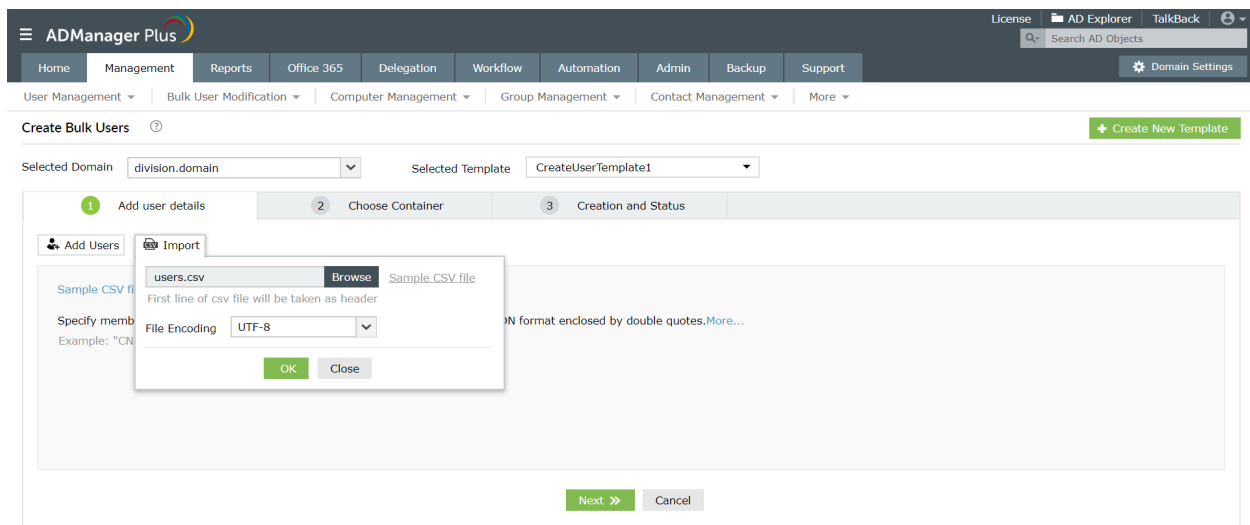 License AD Explorer TalkBack
ADManager Plus
Search AD Objects
Home Management Reports Office 365 Delegation Workflow Automation Admin Backup Support Domain Settings
User Management Bulk User Modification Computer Management Group Management Contact Management More
Create Bulk Users ?
+ Create New Template
Selected Domain division.domain Selected Template CreateUserTemplate1
1 Add user details 2 Choose Container 3 Creation and Status
Add Users CSV Import
users.csv Browse Sample CSV file
Sample CSV fi
First line of csv file will be taken as header
Specify memb N format enclosed by double quotes.More...
File Encoding UTF-8
Example: "CN
OK Close
Next Cancel